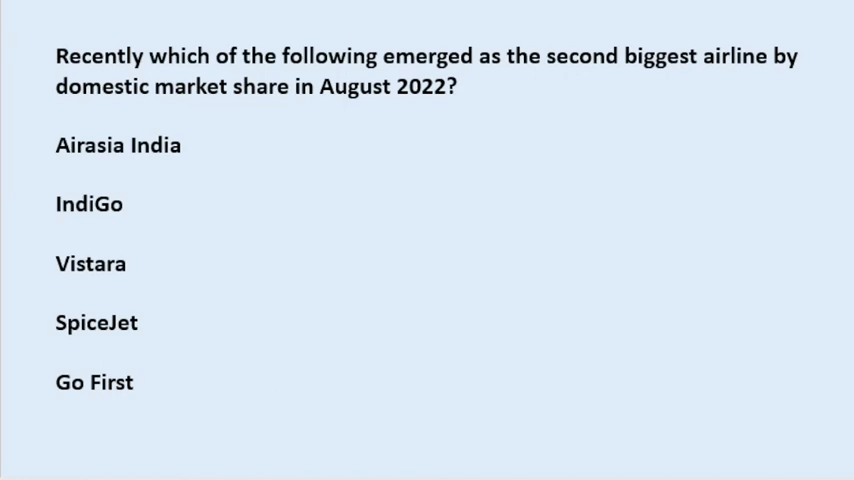 Recently which of the following emerged as the second biggest airline by
domestic market share in August 2022?
Airasia India
IndiGo
Vistara
SpiceJet
Go First